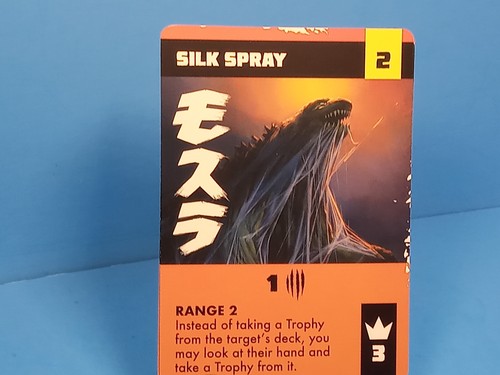 SILK SPRAY
2
モスラ
1
RANGE 2
Instead of taking a Trophy
from the target's deck, you
may look at their hand and
take a Trophy from it.
3